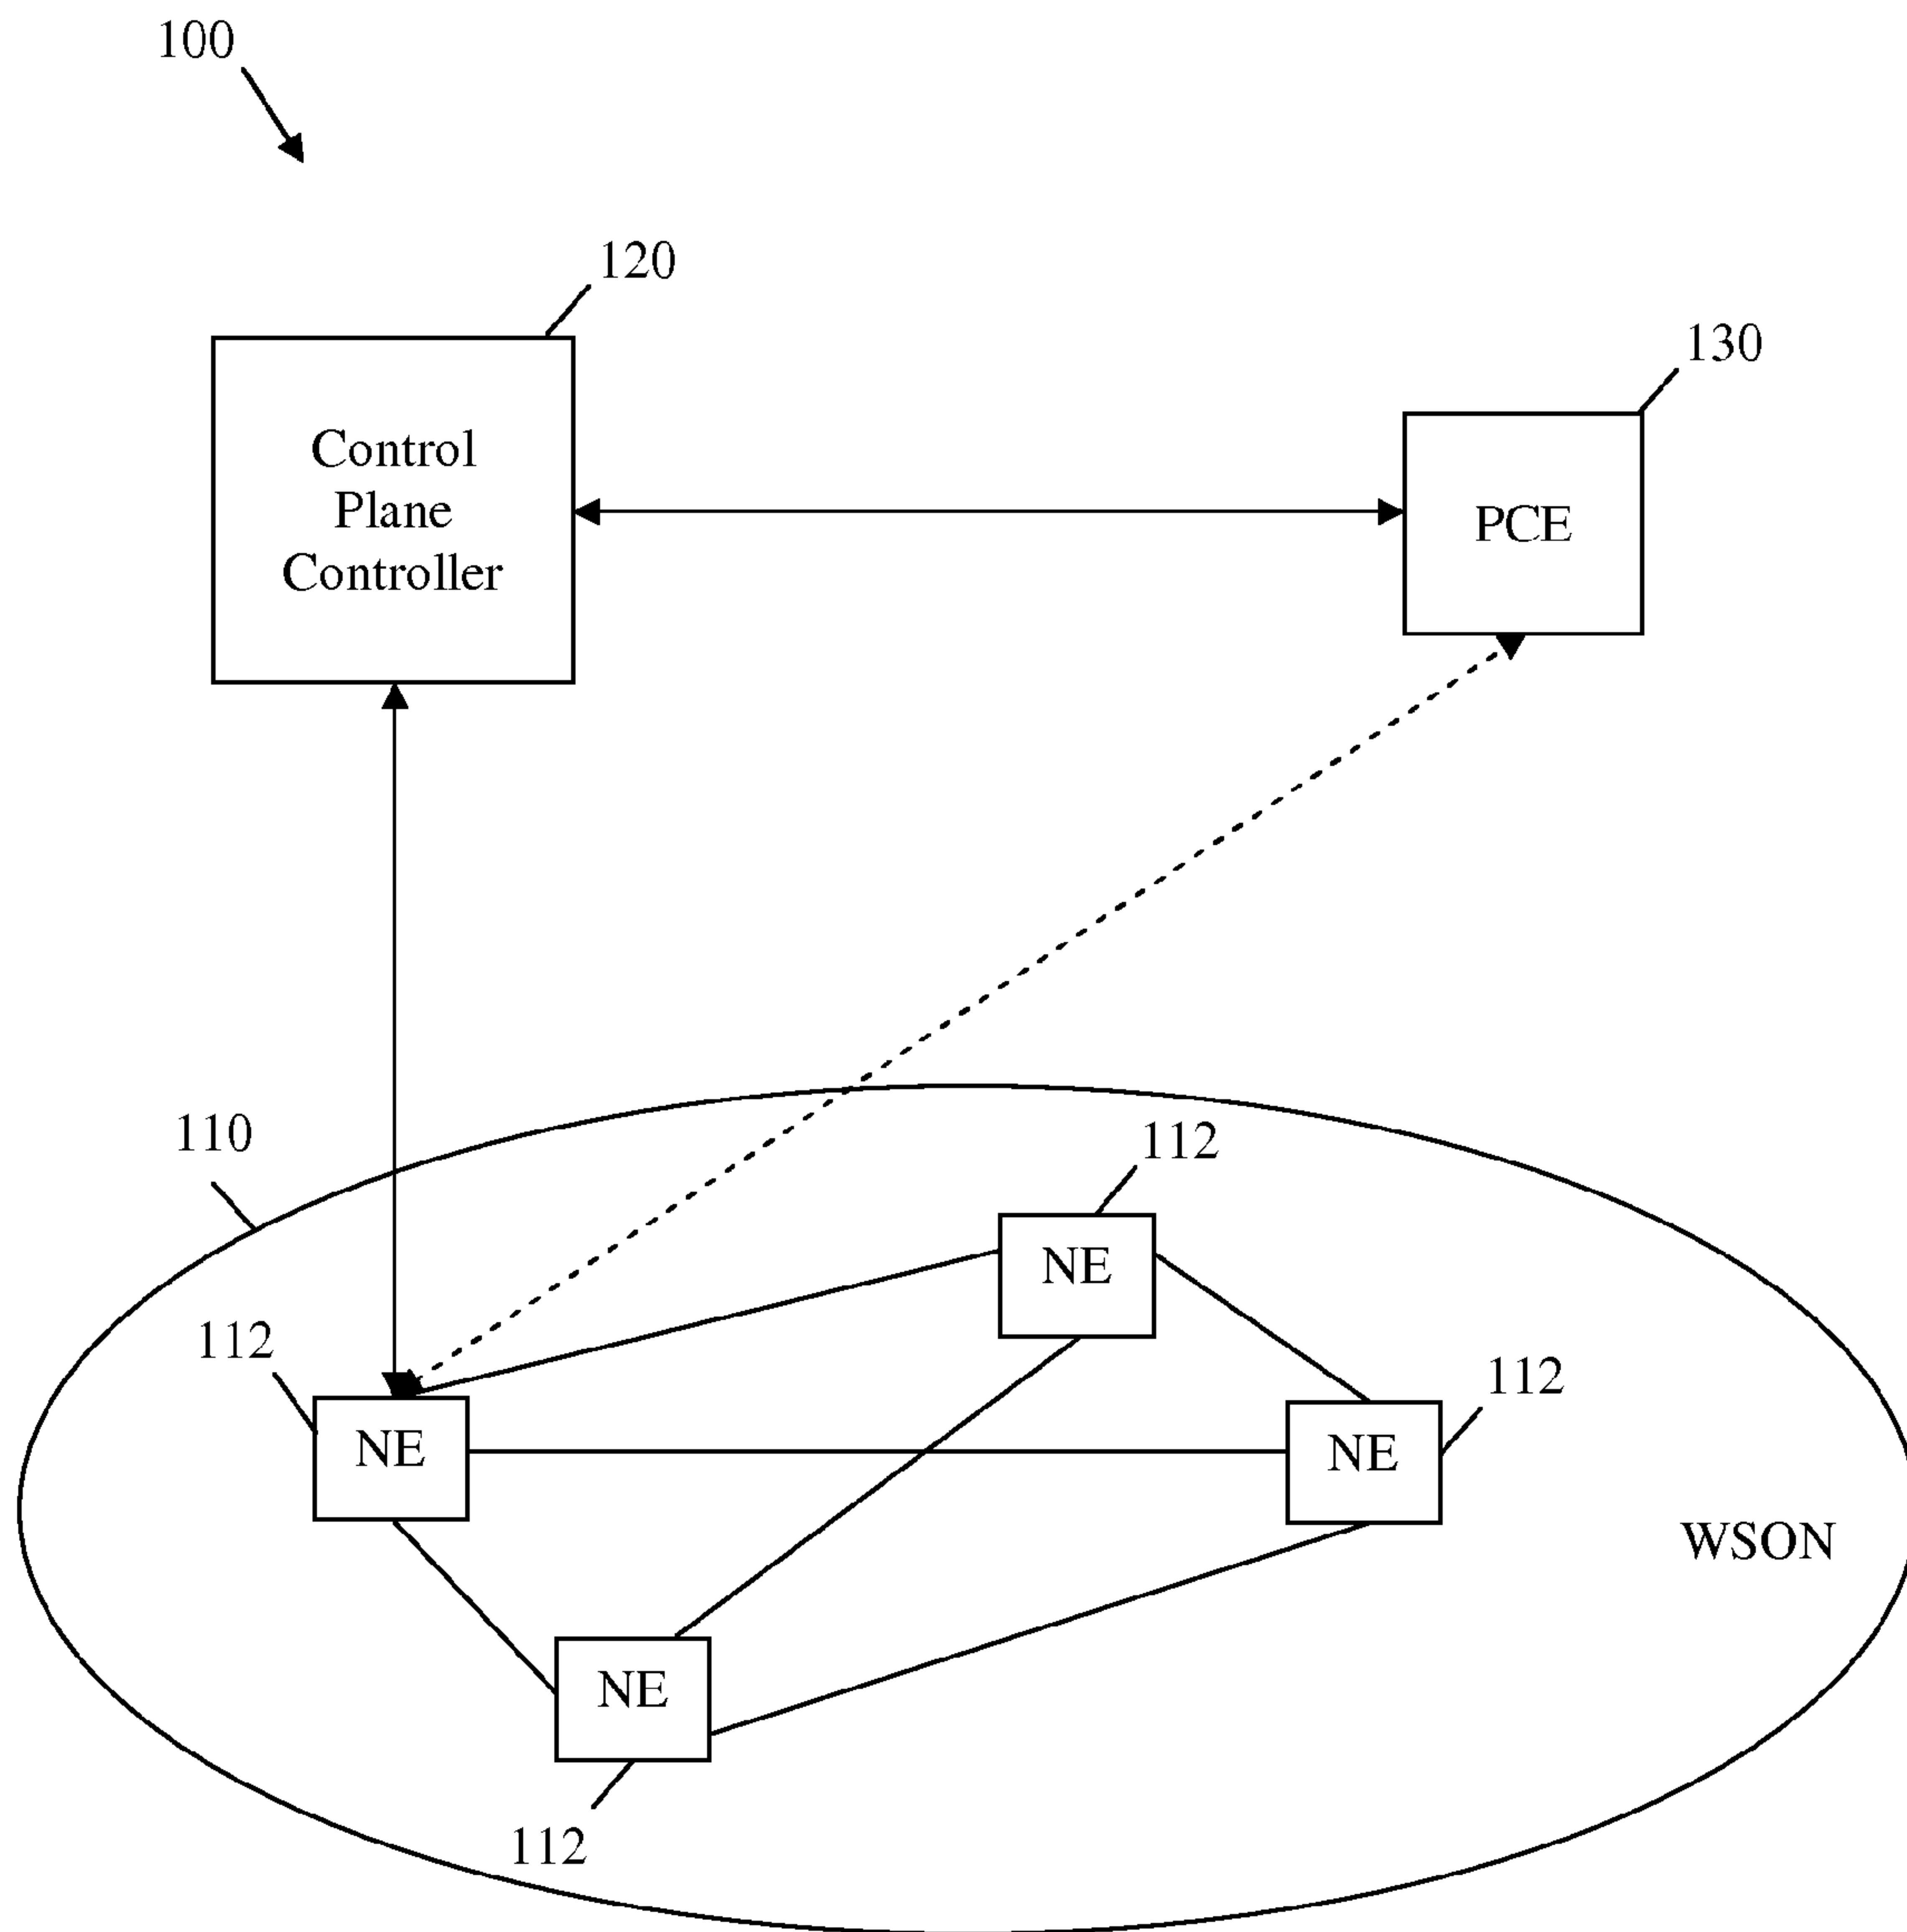 100
120
130
Control
Plane
Controller
PCE
110
112
NE
112
NE
112
NE
WSON
NE
112